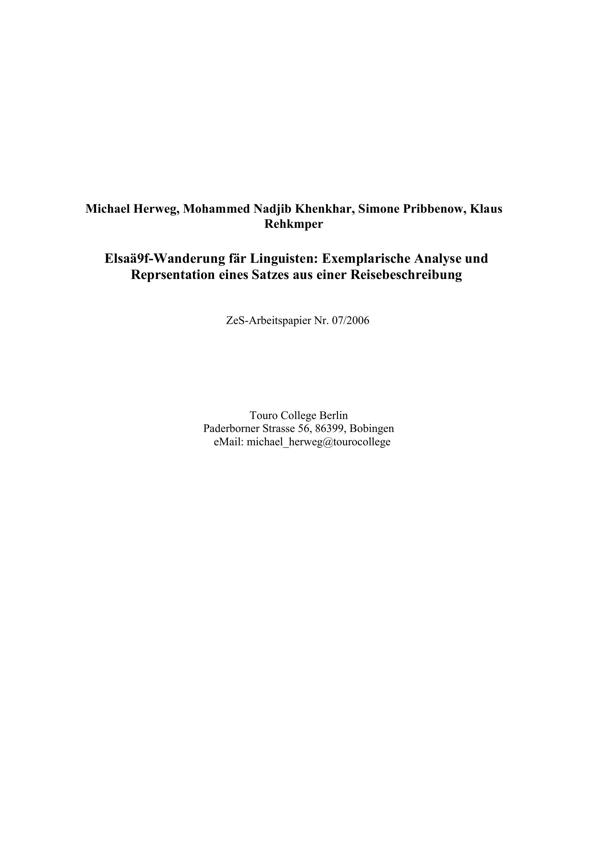 Michael Herweg, Mohammed Nadjib Khenkhar, Simone Pribbenow, Klaus
Rehkmper
Elsaä9f-Wanderung fär Linguisten: Exemplarische Analyse und
Reprsentation eines Satzes aus einer Reisebeschreibung
ZeS-Arbeitspapier Nr. 07/2006
Touro College Berlin
Paderborner Strasse 56, 86399, Bobingen
eMail: michael_herweg@tourocollege